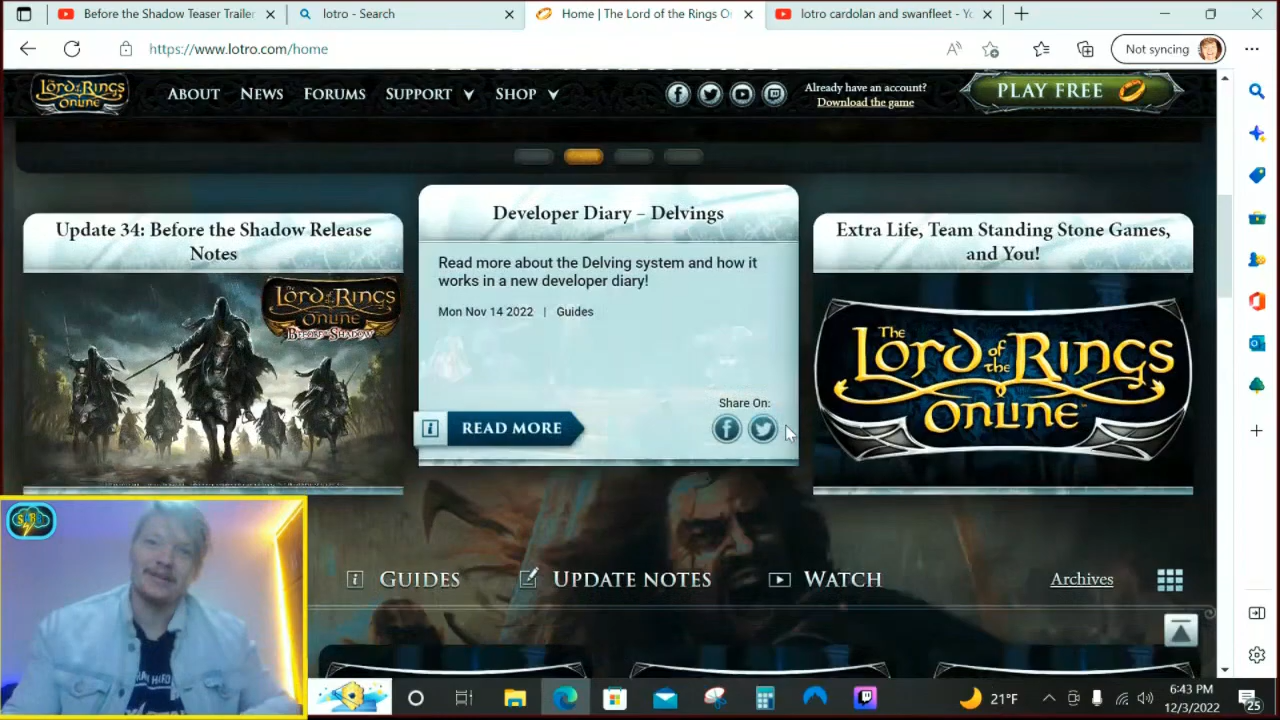 Before the Shadow Teaser Trailer
lotro - Search
Home | The Lord of the Rings O
lotro cardolan and swanfleet - Yo
https://www.lotro.com/home
Not syncing
The
Lord of the Rings
Online
ABOUT
NEWS
FORUMS
SUPPORT
SHOP
Already have an account?
Download the game
PLAY FREE
Update 34: Before the Shadow Release
Notes
The
Lord of the Rings
Online
Before the Shadow
Developer Diary – Delvings
Read more about the Delving system and how it
works in a new developer diary!
Mon Nov 14 2022 | Guides
Share On:
READ MORE
Extra Life, Team Standing Stone Games,
and You!
The
Lord of the Rings
Online™
GUIDES
UPDATE NOTES
WATCH
Archives
21°F
6:43 PM
12/3/2022
25